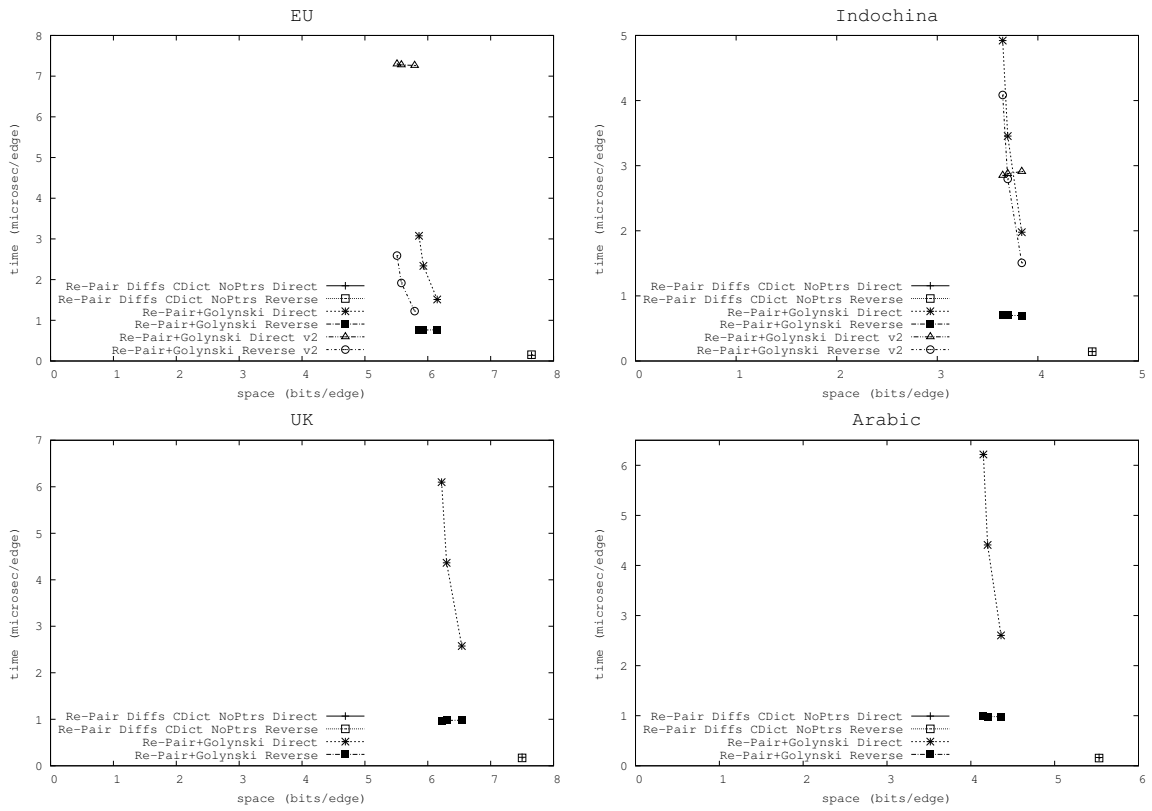 EU
8
7
6
5
4
3
2
1
0
time (microsec/edge)
Re-Pair Diffs CDict NoPtrs Direct
Re-Pair Diffs CDict NoPtrs Reverse
Re-Pair+Golynski Direct
Re-Pair+Golynski Reverse
Re-Pair+Golynski Direct v2
Re-Pair+Golynski Reverse v2
0 1 2 3 4 5 6 7 8
space (bits/edge)
Indochina
5
4
3
2
1
0
time (microsec/edge)
Re-Pair Diffs CDict NoPtrs Direct
Re-Pair Diffs CDict NoPtrs Reverse
Re-Pair+Golynski Direct
Re-Pair+Golynski Reverse
Re-Pair+Golynski Direct v2
Re-Pair+Golynski Reverse v2
0 1 2 3 4 5
space (bits/edge)
UK
7
6
5
4
3
2
1
0
time (microsec/edge)
Re-Pair Diffs CDict NoPtrs Direct
Re-Pair Diffs CDict NoPtrs Reverse
Re-Pair+Golynski Direct
Re-Pair+Golynski Reverse
0 1 2 3 4 5 6 7 8
space (bits/edge)
Arabic
6
5
4
3
2
1
0
time (microsec/edge)
Re-Pair Diffs CDict NoPtrs Direct
Re-Pair Diffs CDict NoPtrs Reverse
Re-Pair+Golynski Direct
Re-Pair+Golynski Reverse
0 1 2 3 4 5 6
space (bits/edge)